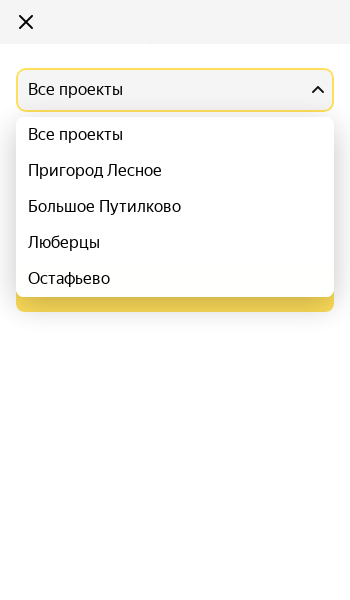 Все проекты
Все проекты
Пригород Лесное
Большое Путилково
Люберцы
Остафьево